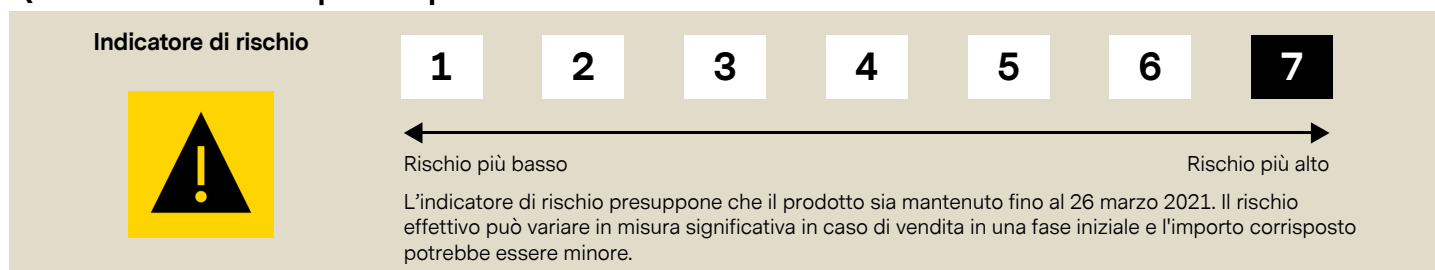 Indicatore di rischio
1 2 3 4 5 6 7
!
Rischio più basso Rischio più alto
L'indicatore di rischio presuppone che il prodotto sia mantenuto fino al 26 marzo 2021. Il rischio
effettivo può variare in misura significativa in caso di vendita in una fase iniziale e l'importo corrisposto
potrebbe essere minore.